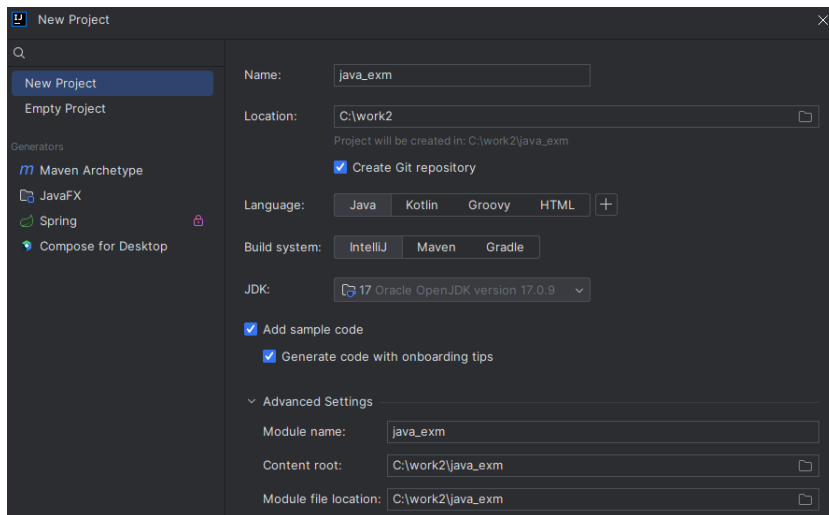 New Project
New Project
Empty Project
Generators
Maven Archetype
JavaFX
Spring
Compose for Desktop
Name: java_exm
Location: C:\work2
Project will be created in: C:\work2\java_exm
Create Git repository
Language: Java Kotlin Groovy HTML +
Build system: IntelliJ Maven Gradle
JDK: 17 Oracle OpenJDK version 17.0.9
Add sample code
Generate code with onboarding tips
Advanced Settings
Module name: java_exm
Content root: C:\work2\java_exm
Module file location: C:\work2\java_exm